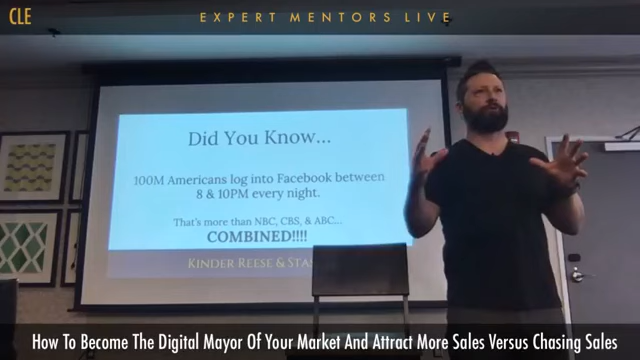 CLE
EXPERT MENTORS LIVE
Did You Know...
100M Americans log into Facebook between
8 & 10PM every night.
That's more than NBC, CBS, & ABC...
COMBINED!!!!
KINDER REESE &
How To Become The Digital Mayor Of Your Market And Attract More Sales Versus Chasing Sales